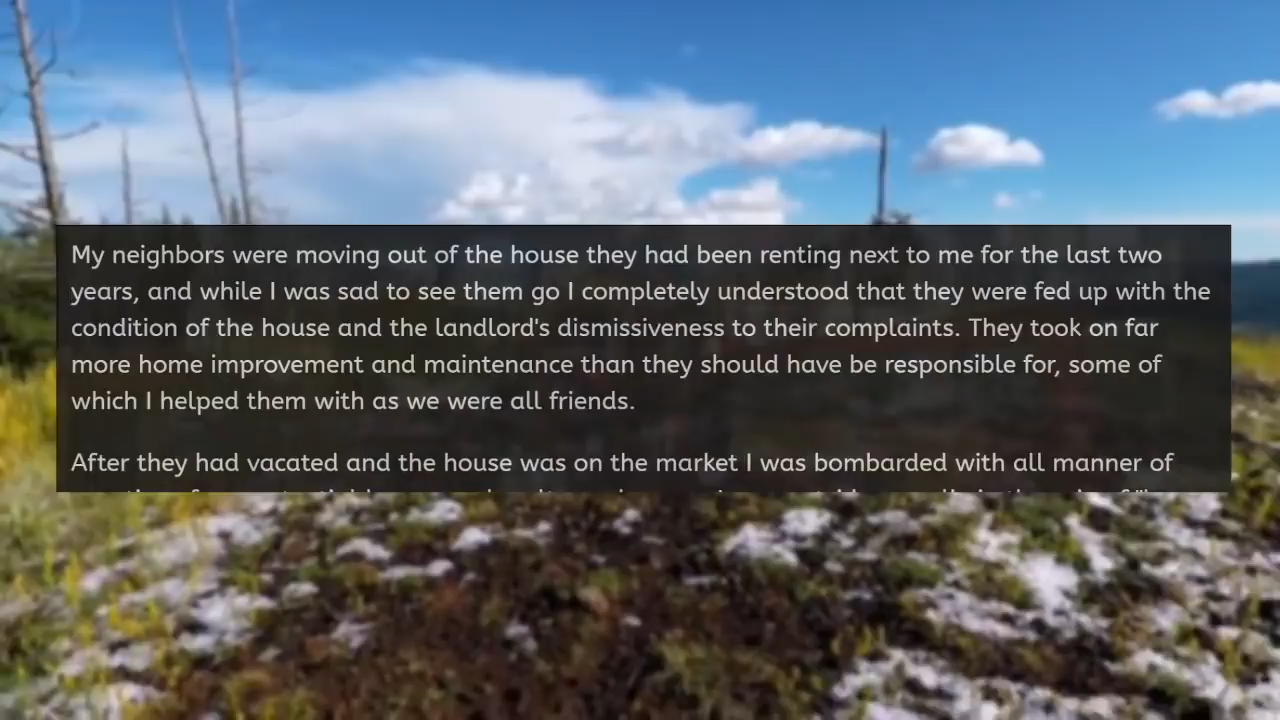 My neighbors were moving out of the house they had been renting next to me for the last two
years, and while I was sad to see them go I completely understood that they were fed up with the
condition of the house and the landlord's dismissiveness to their complaints. They took on far
more home improvement and maintenance than they should have be responsible for, some of
which I helped them with as we were all friends.
After they had vacated and the house was on the market I was bombarded with all manner of